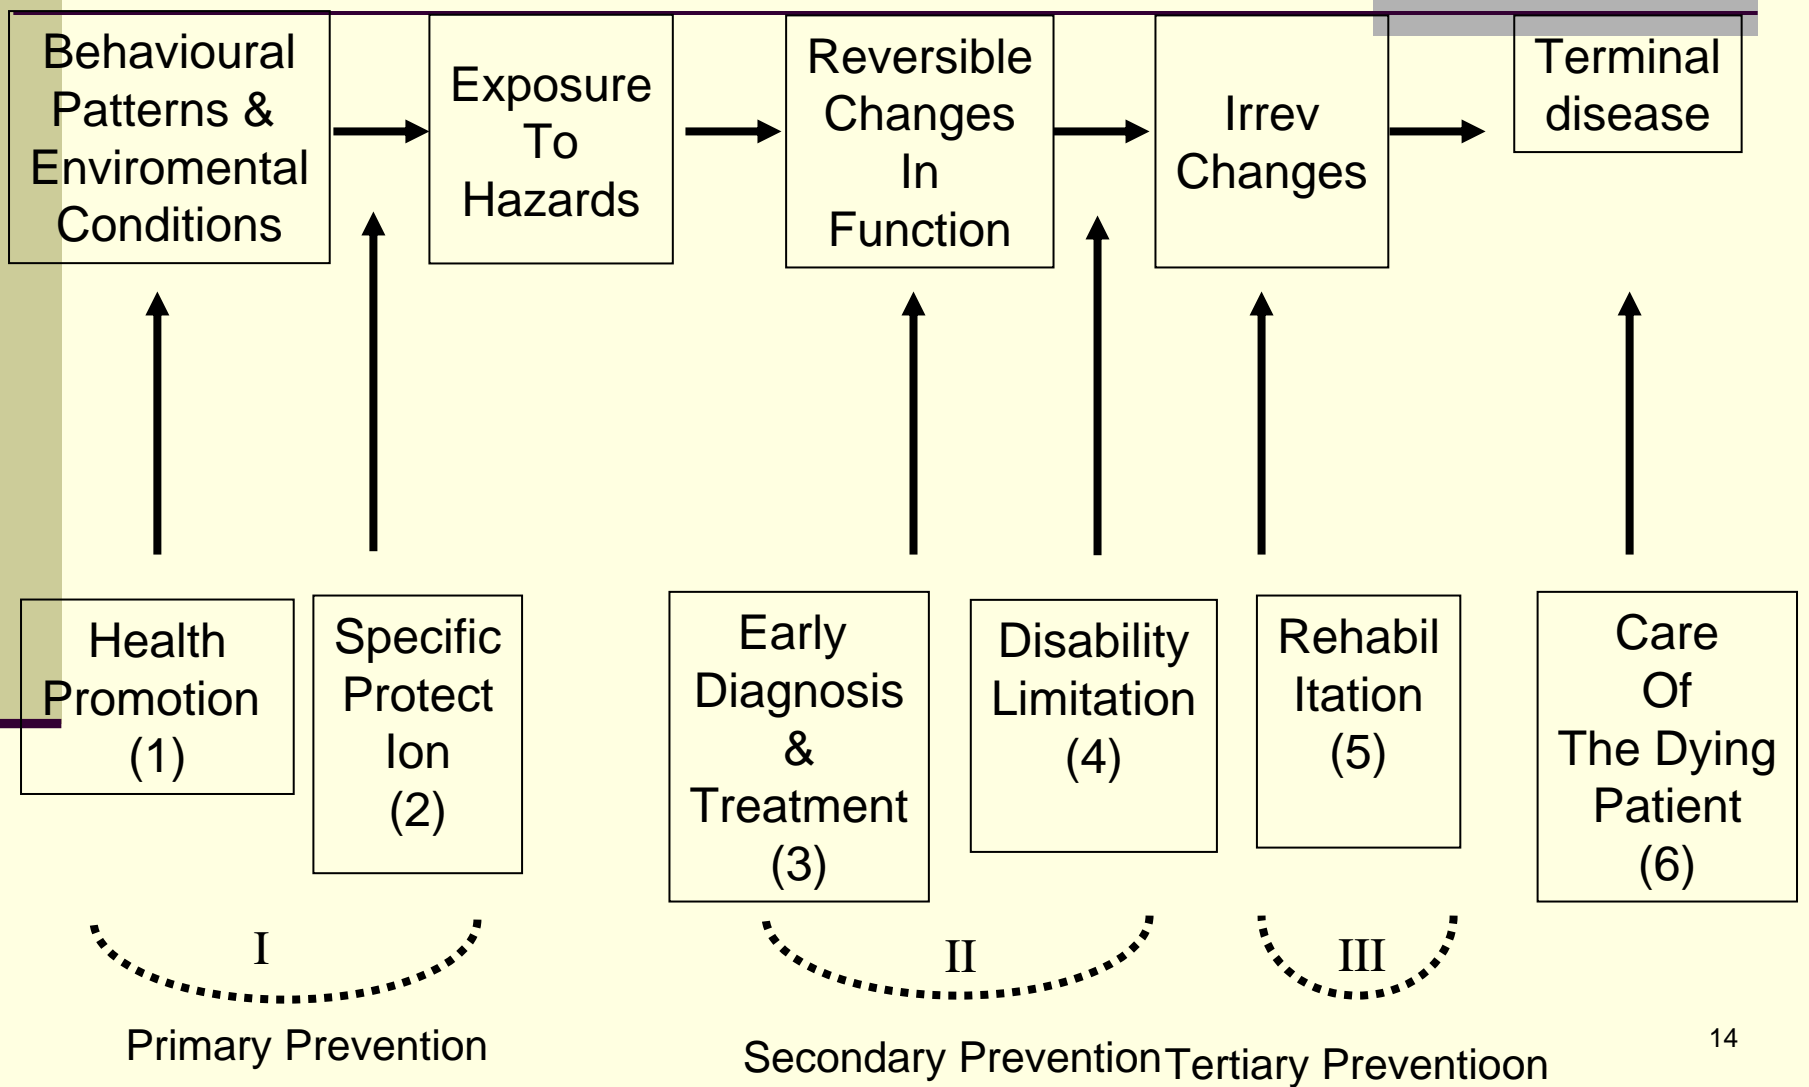 Behavioural
Patterns &
Enviromental
Conditions
Exposure
To
Hazards
Reversible
Changes
In
Function
Irrev
Changes
Terminal
disease
Health
Promotion
(1)
Specific
Protect
Ion
(2)
Early
Diagnosis
&
Treatment
(3)
Disability
Limitation
(4)
Rehabil
Itation
(5)
Care
Of
The Dying
Patient
(6)
I
II
III
Primary Prevention
Secondary Prevention
Tertiary Preventioon
14